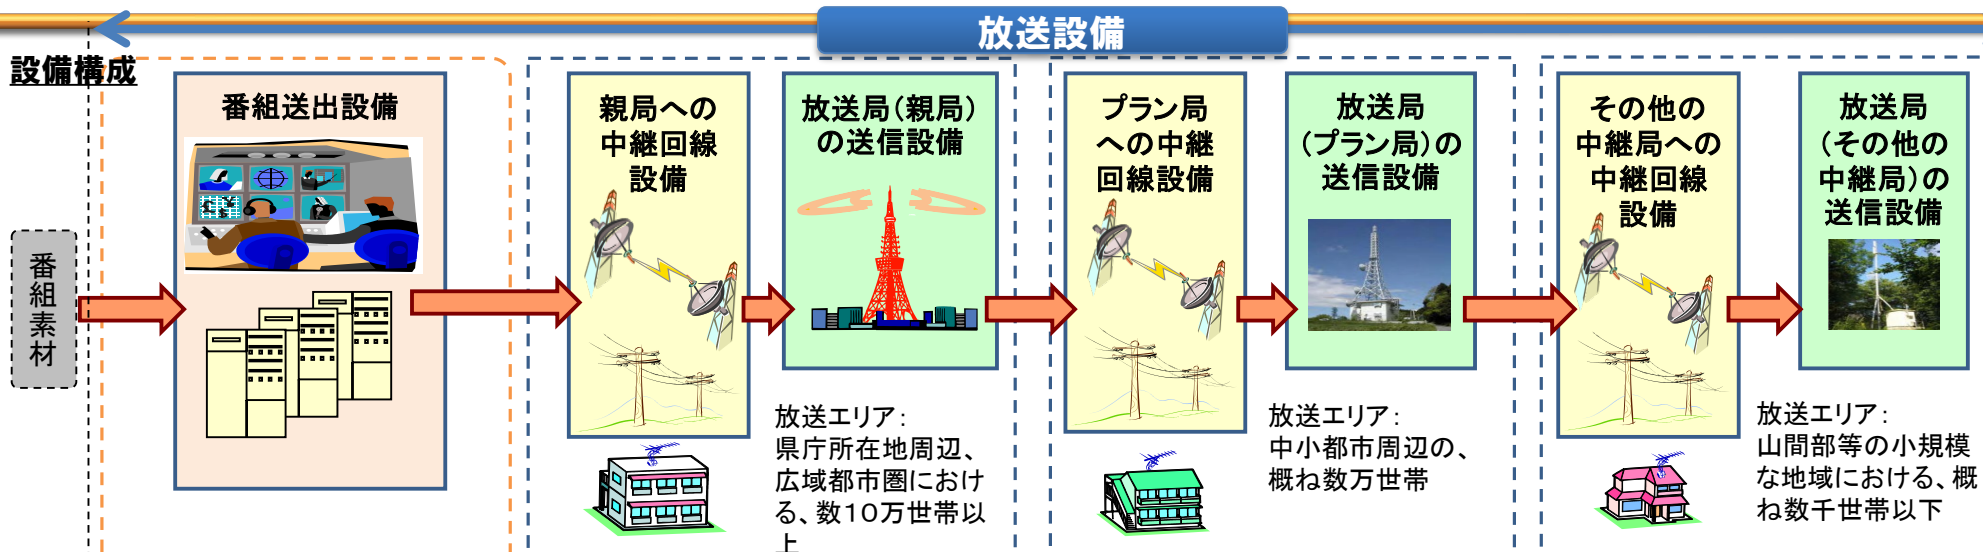 放送設備
設備構成
番組素材
番組送出設備
親局への
中継回線
設備
放送局(親局)
の送信設備
放送エリア:
県庁所在地周辺、
広域都市圏におけ
る、数10万世帯以
上
プラン局
への中継
回線設備
放送局
(プラン局)の
送信設備
放送エリア:
中小都市周辺の、
概ね数万世帯
その他の
中継局への
中継回線
設備
放送局
(その他の
中継局)の
送信設備
放送エリア:
山間部等の小規模
な地域における、概
ね数千世帯以下